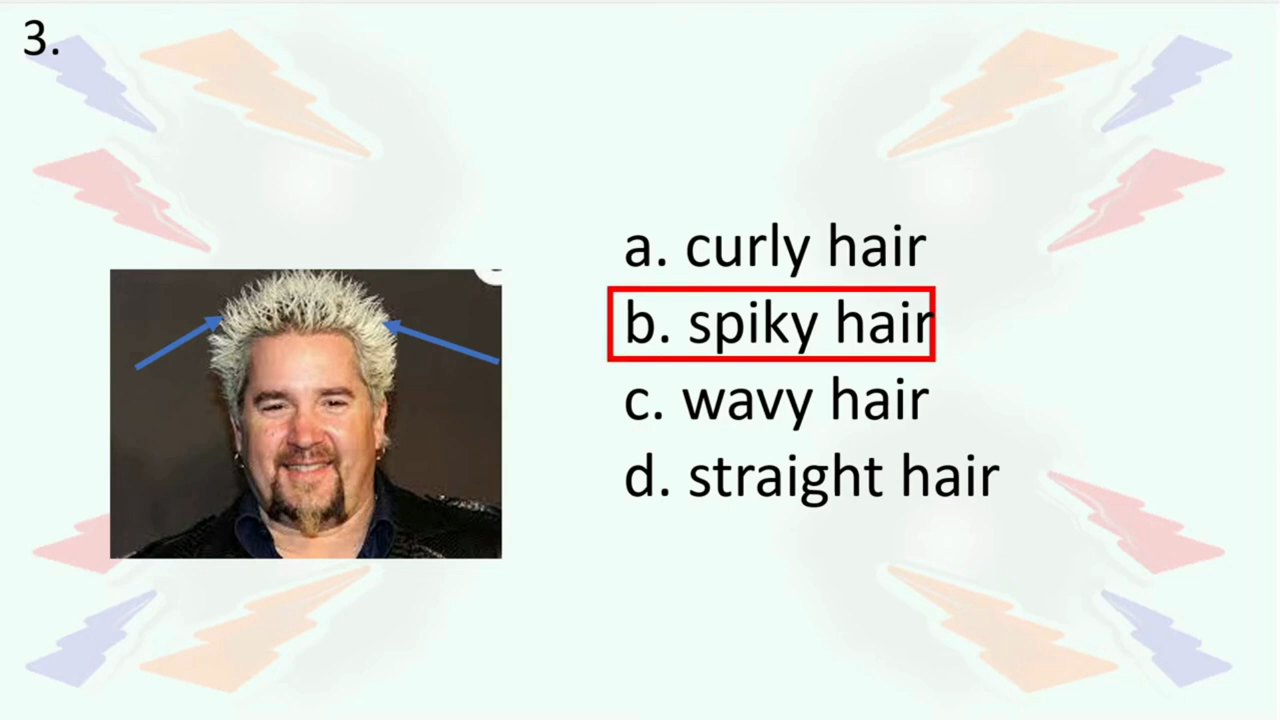 3.
a. curly hair
b. spiky hair
c. wavy hair
d. straight hair